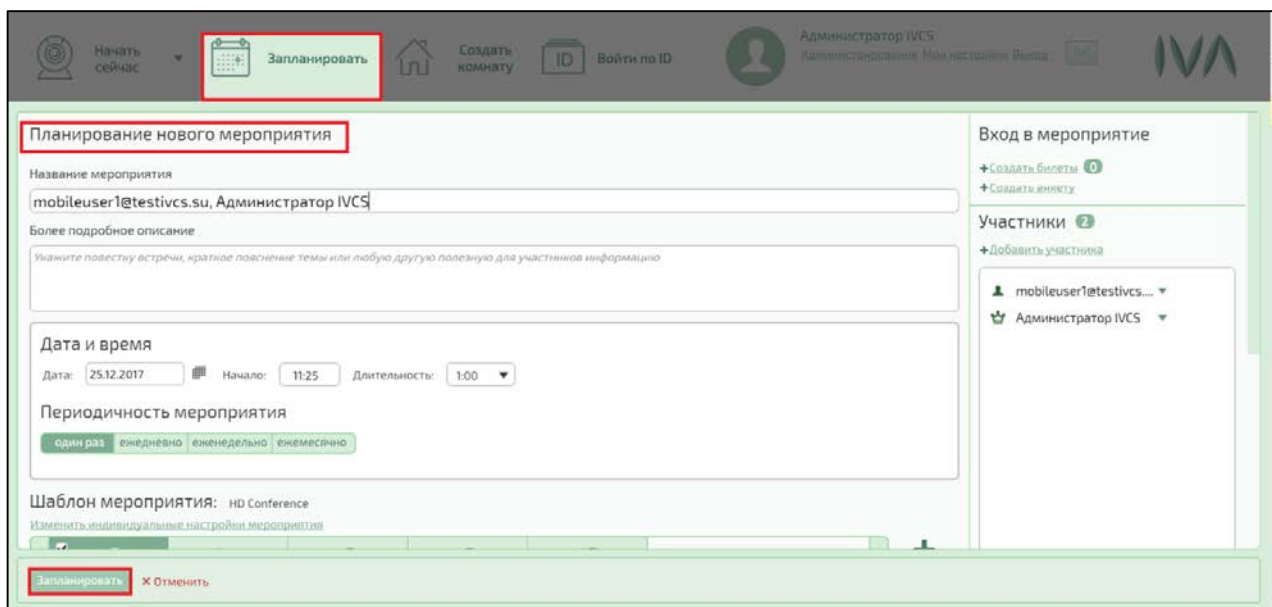 Начать
сейчас
Запланировать
Создать
комнату
ID
Войти по ID
Администратор IVCS
Администрирование Мои настройки Выход
IVA
Планирование нового мероприятия
Название мероприятия
mobileuser1@testivcs.su, Администратор IVCS
Более подробное описание
Укажите повестку встречи, краткое пояснение темы или любую другую полезную для участников информацию
Дата и время
Дата: 25.12.2017 Начало: 11:25 Длительность: 1:00
Периодичность мероприятия
один раз ежедневно еженедельно ежемесячно
Шаблон мероприятия: HD Conference
Изменить индивидуальные настройки мероприятия
Запланировать × Отменить
Вход в мероприятие
+Создать билеты 0
+Создать анкету
Участники 2
+Добавить участника
mobileuser1@testivcs....
Администратор IVCS